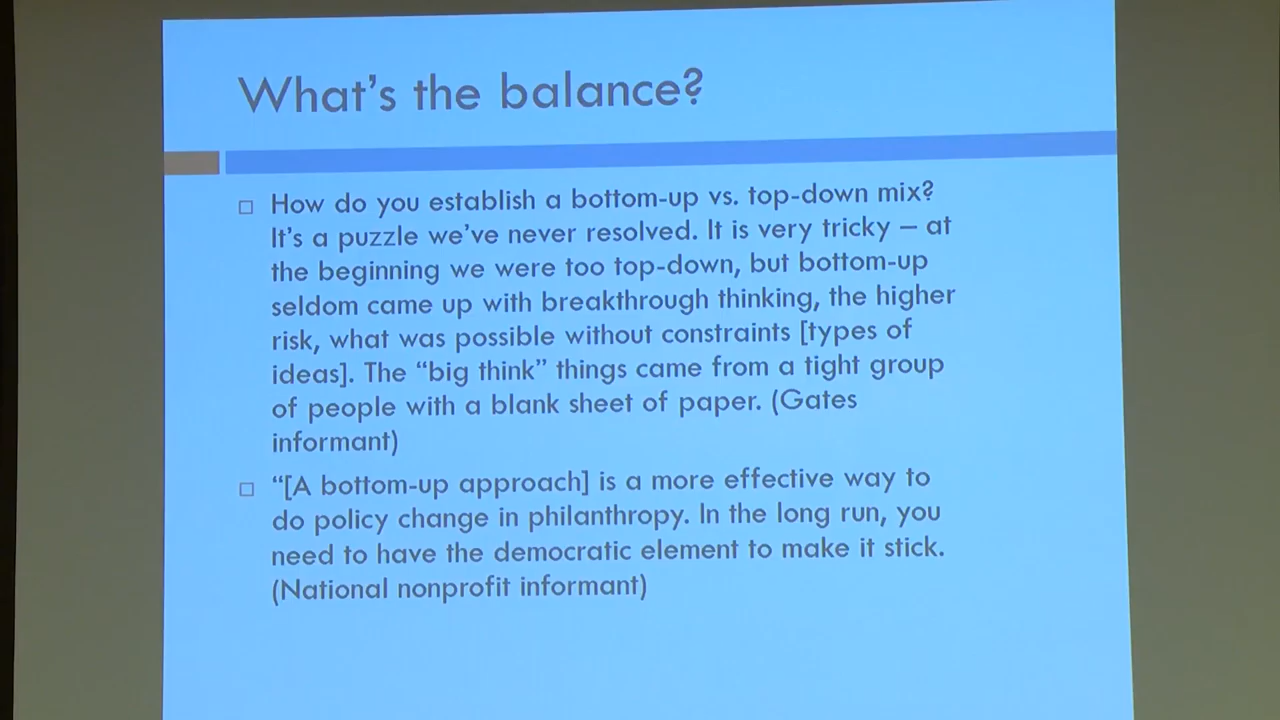 What's the balance?
How do you establish a bottom-up vs. top-down mix?
It's a puzzle we've never resolved. It is very tricky – at
the beginning we were too top-down, but bottom-up
seldom came up with breakthrough thinking, the higher
risk, what was possible without constraints [types of
ideas]. The “big think” things came from a tight group
of people with a blank sheet of paper. (Gates
informant)
“[A bottom-up approach] is a more effective way to
do policy change in philanthropy. In the long run, you
need to have the democratic element to make it stick.
(National nonprofit informant)